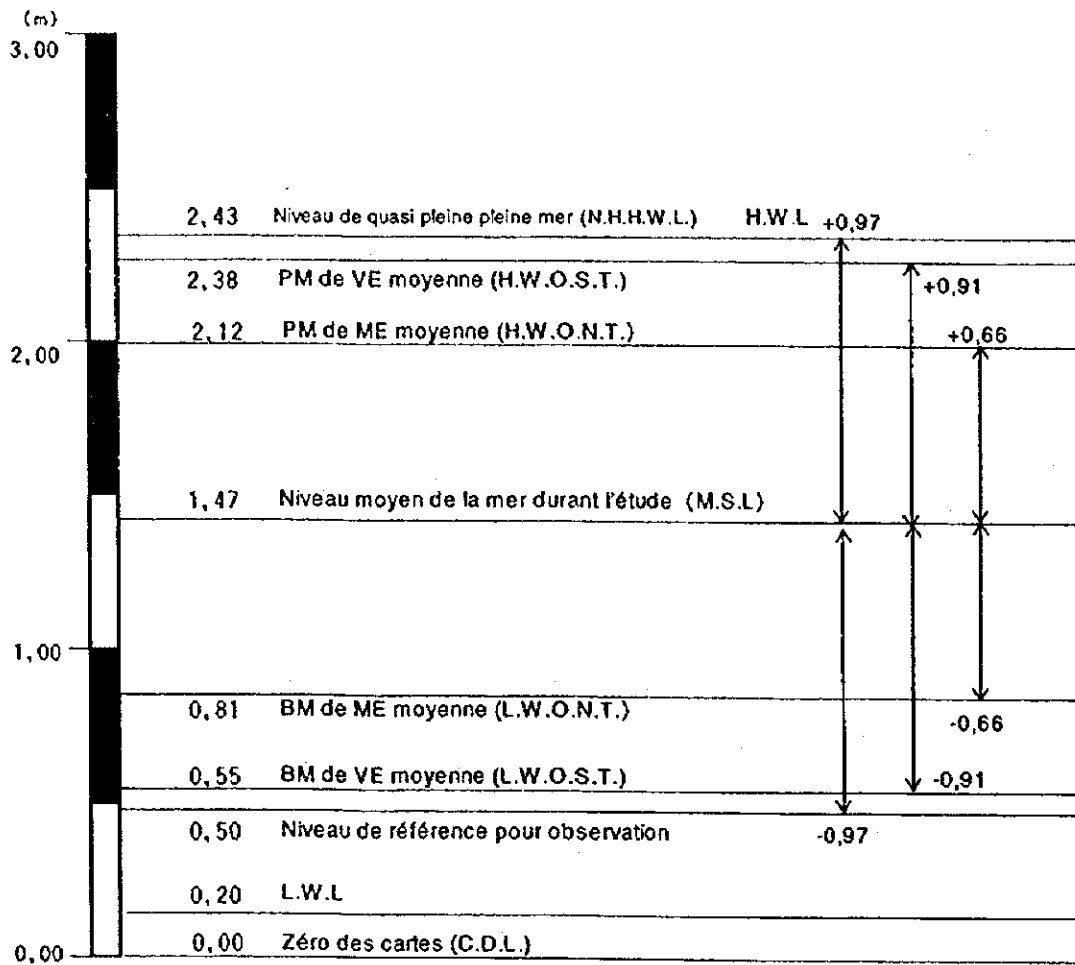 (m)
3,00
2,43 Niveau de quasi pleine pleine mer (N.H.H.W.L.) H.W.L +0,97
2,38 PM de VE moyenne (H.W.O.S.T.) +0,91
2,12 PM de ME moyenne (H.W.O.N.T.) +0,66
2,00
1,47 Niveau moyen de la mer durant l'étude (M.S.L)
1,00
0,81 BM de ME moyenne (L.W.O.N.T.) -0,66
0,55 BM de VE moyenne (L.W.O.S.T.) -0,91
0,50 Niveau de référence pour observation -0,97
0,20 L.W.L
0,00 Zéro des cartes (C.D.L.)
0,00